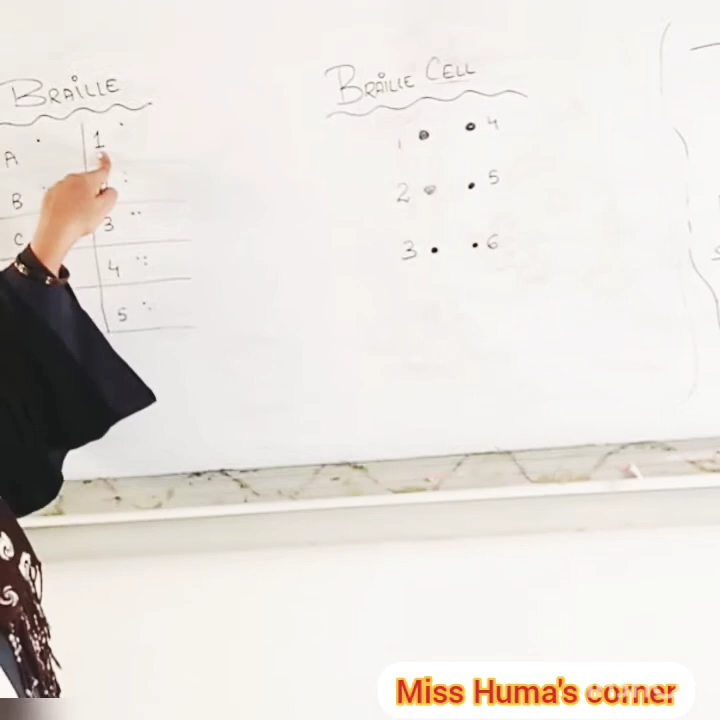 BRAILLE
A 1
B
C 3
4
5
BRAILLE CELL
1 4
2 5
3 6
Miss Huma's corner